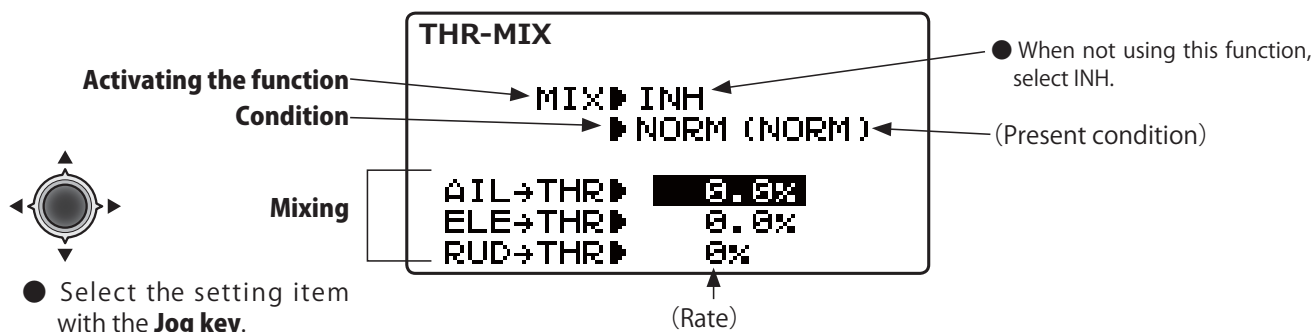 THR-MIX
Activating the function
MIX▶INH
● When not using this function,
select INH.
Condition
▶NORM (NORM)
(Present condition)
Mixing
AIL→THR▶ 0.0%
ELE→THR▶ 0.0%
RUD→THR▶ 0%
(Rate)
● Select the setting item
with the Jog key.